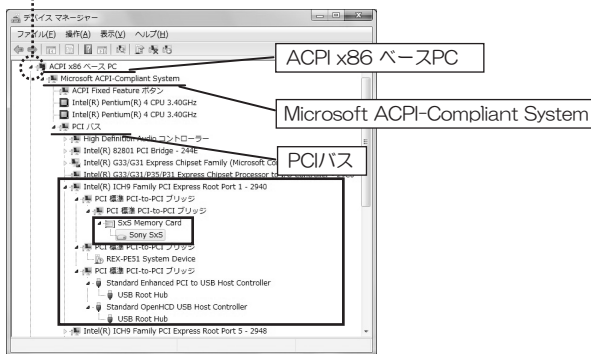 デバイス マネージャー
ファイル(F) 操作(A) 表示(V) ヘルプ(H)
ACPI x86 ベース PC
ACPI x86 ベースPC
Microsoft ACPI-Compliant System
Microsoft ACPI-Compliant System
ACPI Fixed Feature ボタン
Intel(R) Pentium(R) 4 CPU 3.40GHz
Intel(R) Pentium(R) 4 CPU 3.40GHz
PCI バス
PCIバス
High Definition Audio コントローラー
Intel(R) 82801 PCI Bridge - 244E
Intel(R) G33/G31 Express Chipset Family (Microsoft Co
Intel(R) G33/G31/P35/P31 Express Chipset Processor to
Intel(R) ICH9 Family PCI Express Root Port 1 - 2940
PCI 標準 PCI-to-PCI ブリッジ
PCI 標準 PCI-to-PCI ブリッジ
SxS Memory Card
Sony SxS
PCI 標準 PCI-to-PCI ブリッジ
REX-PE51 System Device
PCI 標準 PCI-to-PCI ブリッジ
Standard Enhanced PCI to USB Host Controller
USB Root Hub
Standard OpenHCD USB Host Controller
USB Root Hub
Intel(R) ICH9 Family PCI Express Root Port 5 - 2948